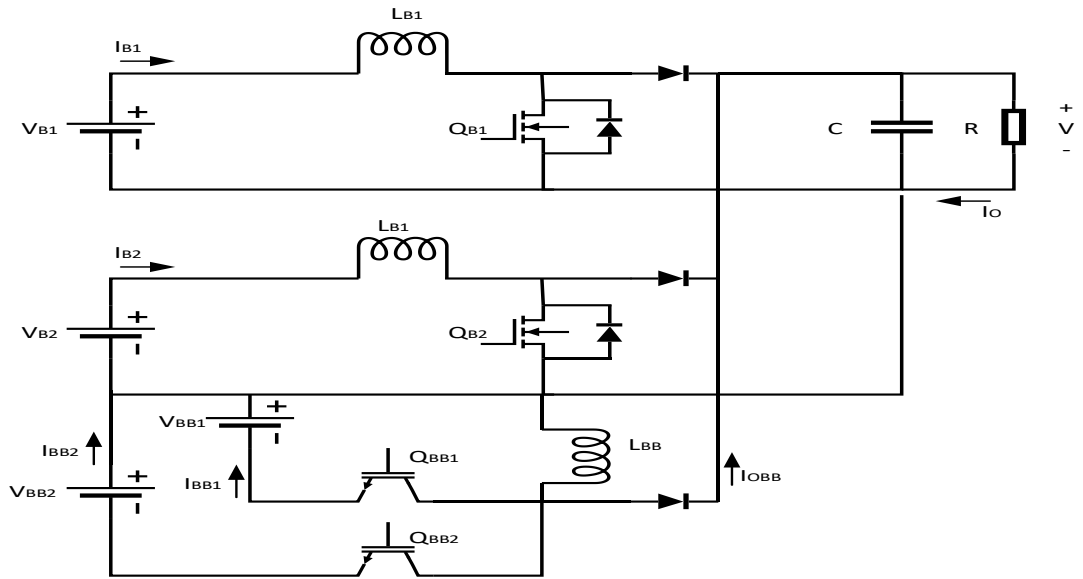 LB1
IB1
+
VB1
-
QB1
C
R
+
V
-
IO
LB1
IB2
+
VB2
-
QB2
+
VBB1
-
LBB
IBB2
QBB1
IBB1
IOBB
+
VBB2
-
QBB2